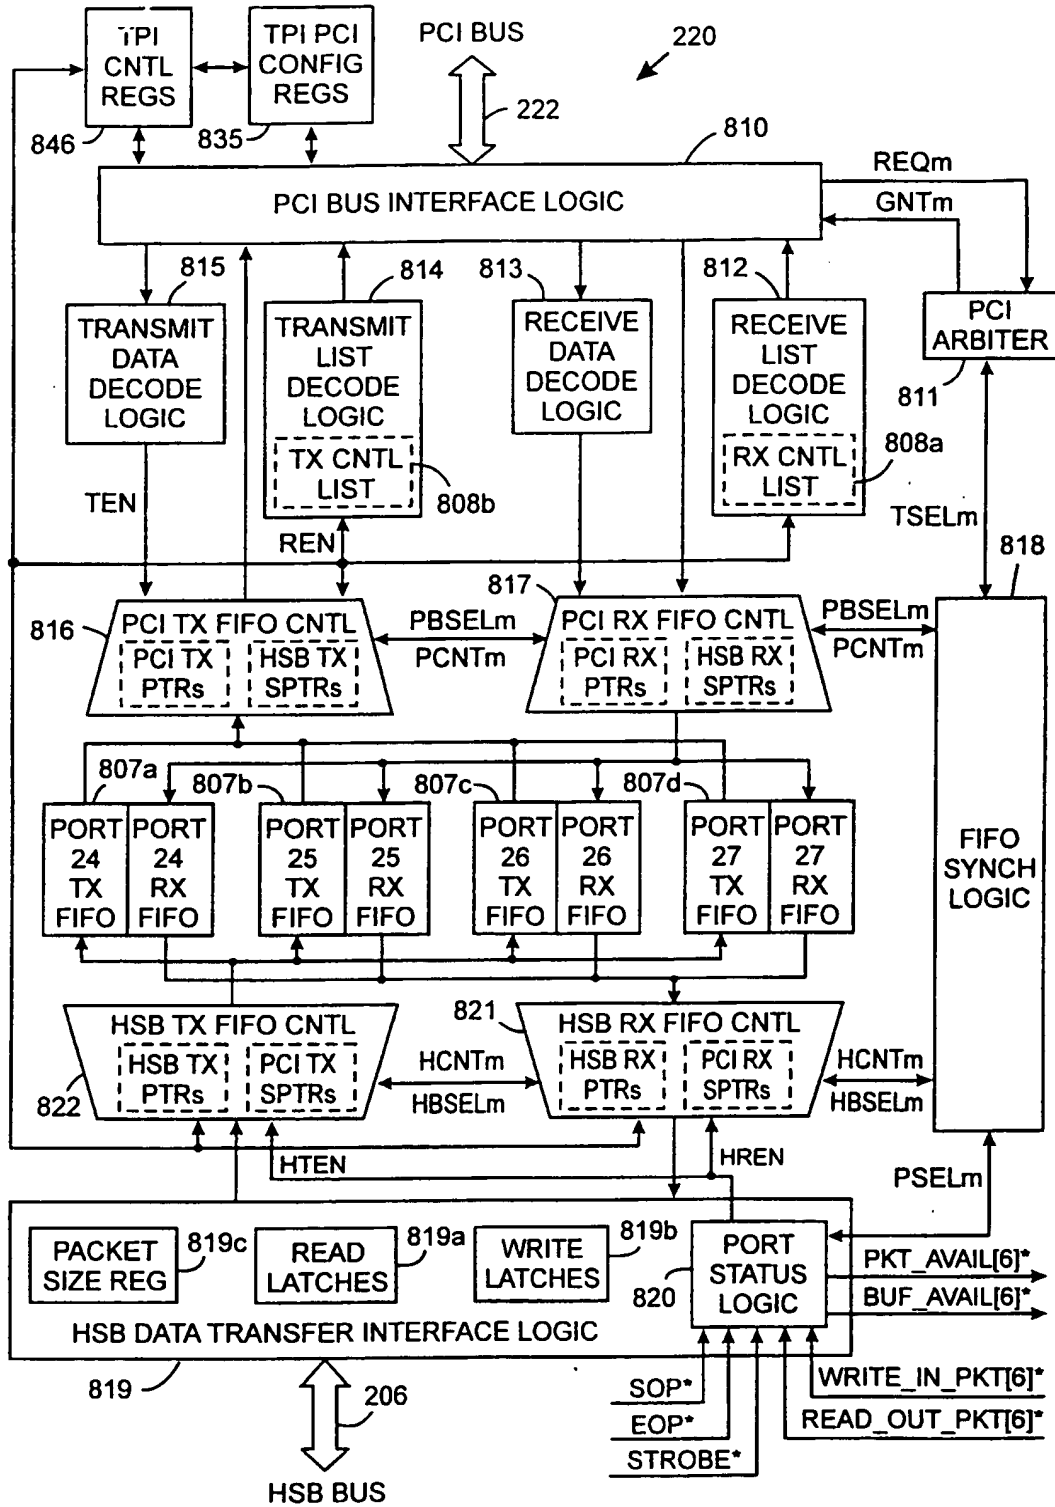 TPI
CNTL
REGS
846
TPI PCI
CONFIG
REGS
835
PCI BUS
222
220
810
PCI BUS INTERFACE LOGIC
REQm
GNTm
815
TRANSMIT
DATA
DECODE
LOGIC
814
TRANSMIT
LIST
DECODE
LOGIC
TX CNTL
LIST
808b
813
RECEIVE
DATA
DECODE
LOGIC
812
RECEIVE
LIST
DECODE
LOGIC
RX CNTL
LIST
808a
PCI
ARBITER
811
TEN
REN
TSELm
818
816
PCI TX FIFO CNTL
PCI TX
PTRs
HSB TX
SPTRs
PBSELm
PCNTm
817
PCI RX FIFO CNTL
PCI RX
PTRs
HSB RX
SPTRs
PBSELm
PCNTm
FIFO
SYNCH
LOGIC
807a
PORT
24
TX
FIFO
PORT
24
RX
FIFO
807b
PORT
25
TX
FIFO
PORT
25
RX
FIFO
807c
PORT
26
TX
FIFO
PORT
26
RX
FIFO
807d
PORT
27
TX
FIFO
PORT
27
RX
FIFO
HSB TX FIFO CNTL
HSB TX
PTRs
PCI TX
SPTRs
822
HCNTm
HBSELm
821
HSB RX FIFO CNTL
HSB RX
PTRs
PCI RX
SPTRs
HCNTm
HBSELm
HTEN
HREN
PSELm
PACKET
SIZE REG
819c
READ
LATCHES
819a
WRITE
LATCHES
819b
PORT
STATUS
LOGIC
820
HSB DATA TRANSFER INTERFACE LOGIC
819
PKT_AVAIL[6]*
BUF_AVAIL[6]*
WRITE_IN_PKT[6]*
READ_OUT_PKT[6]*
SOP*
EOP*
STROBE*
206
HSB BUS